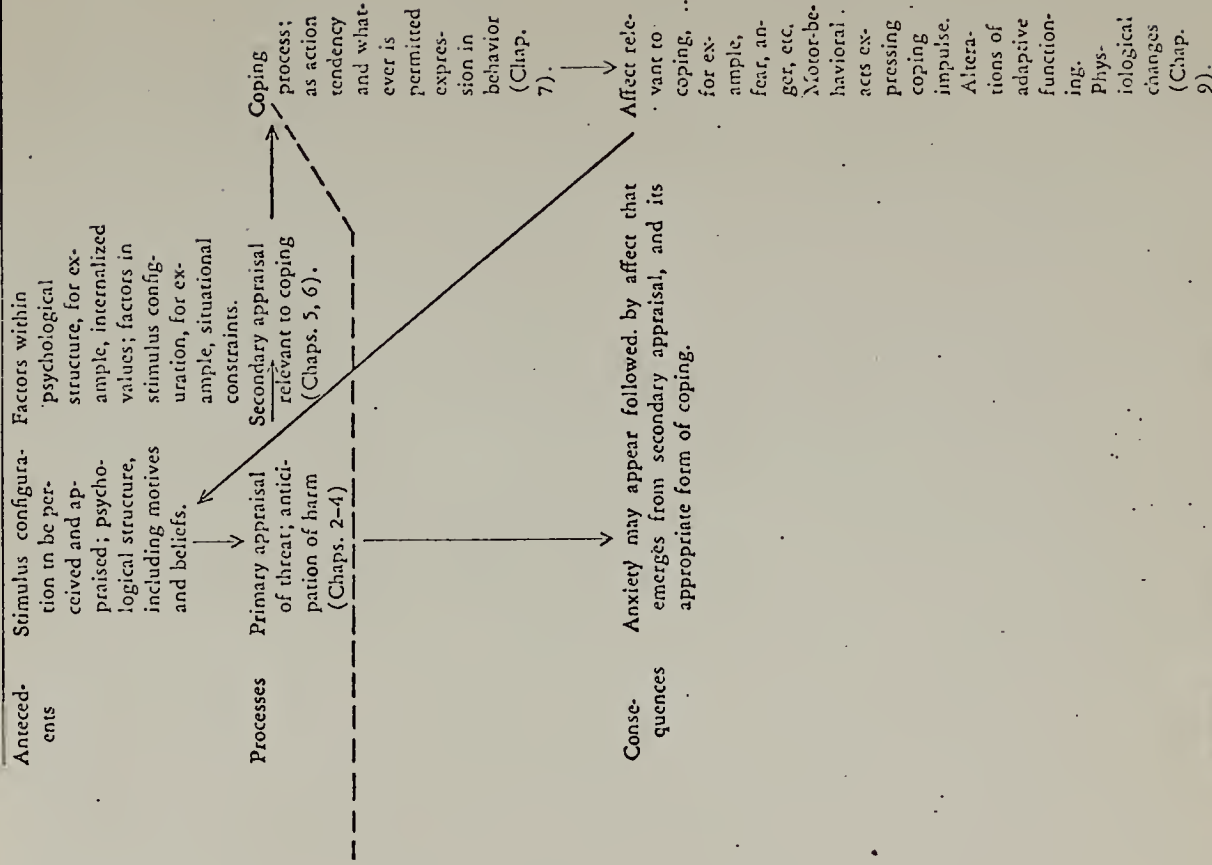 Anteced-
ents
Stimulus configura-
tion to be per-
ceived and ap-
praised; psycho-
logical structure,
including motives
and beliefs.
Factors within
psychological
structure, for ex-
ample, internalized
values; factors in
stimulus config-
uration, for ex-
ample, situational
constraints.
Processes
Primary appraisal
of threat; antici-
pation of harm
(Chaps. 2–4)
Secondary appraisal
relevant to coping
(Chaps. 5, 6).
Coping
process;
as action
tendency
and what-
ever is
permitted
expres-
sion in
behavior
(Chap.
7).
Conse-
quences
Anxiety may appear followed by affect that
emerges from secondary appraisal, and its
appropriate form of coping.
Affect rele-
vant to
coping,
for ex-
ample,
fear, an-
ger, etc.
Motor-be-
havioral
acts ex-
pressing
coping
impulse.
Altera-
tions of
adaptive
function-
ing.
Phys-
iological
changes
(Chap.
9).